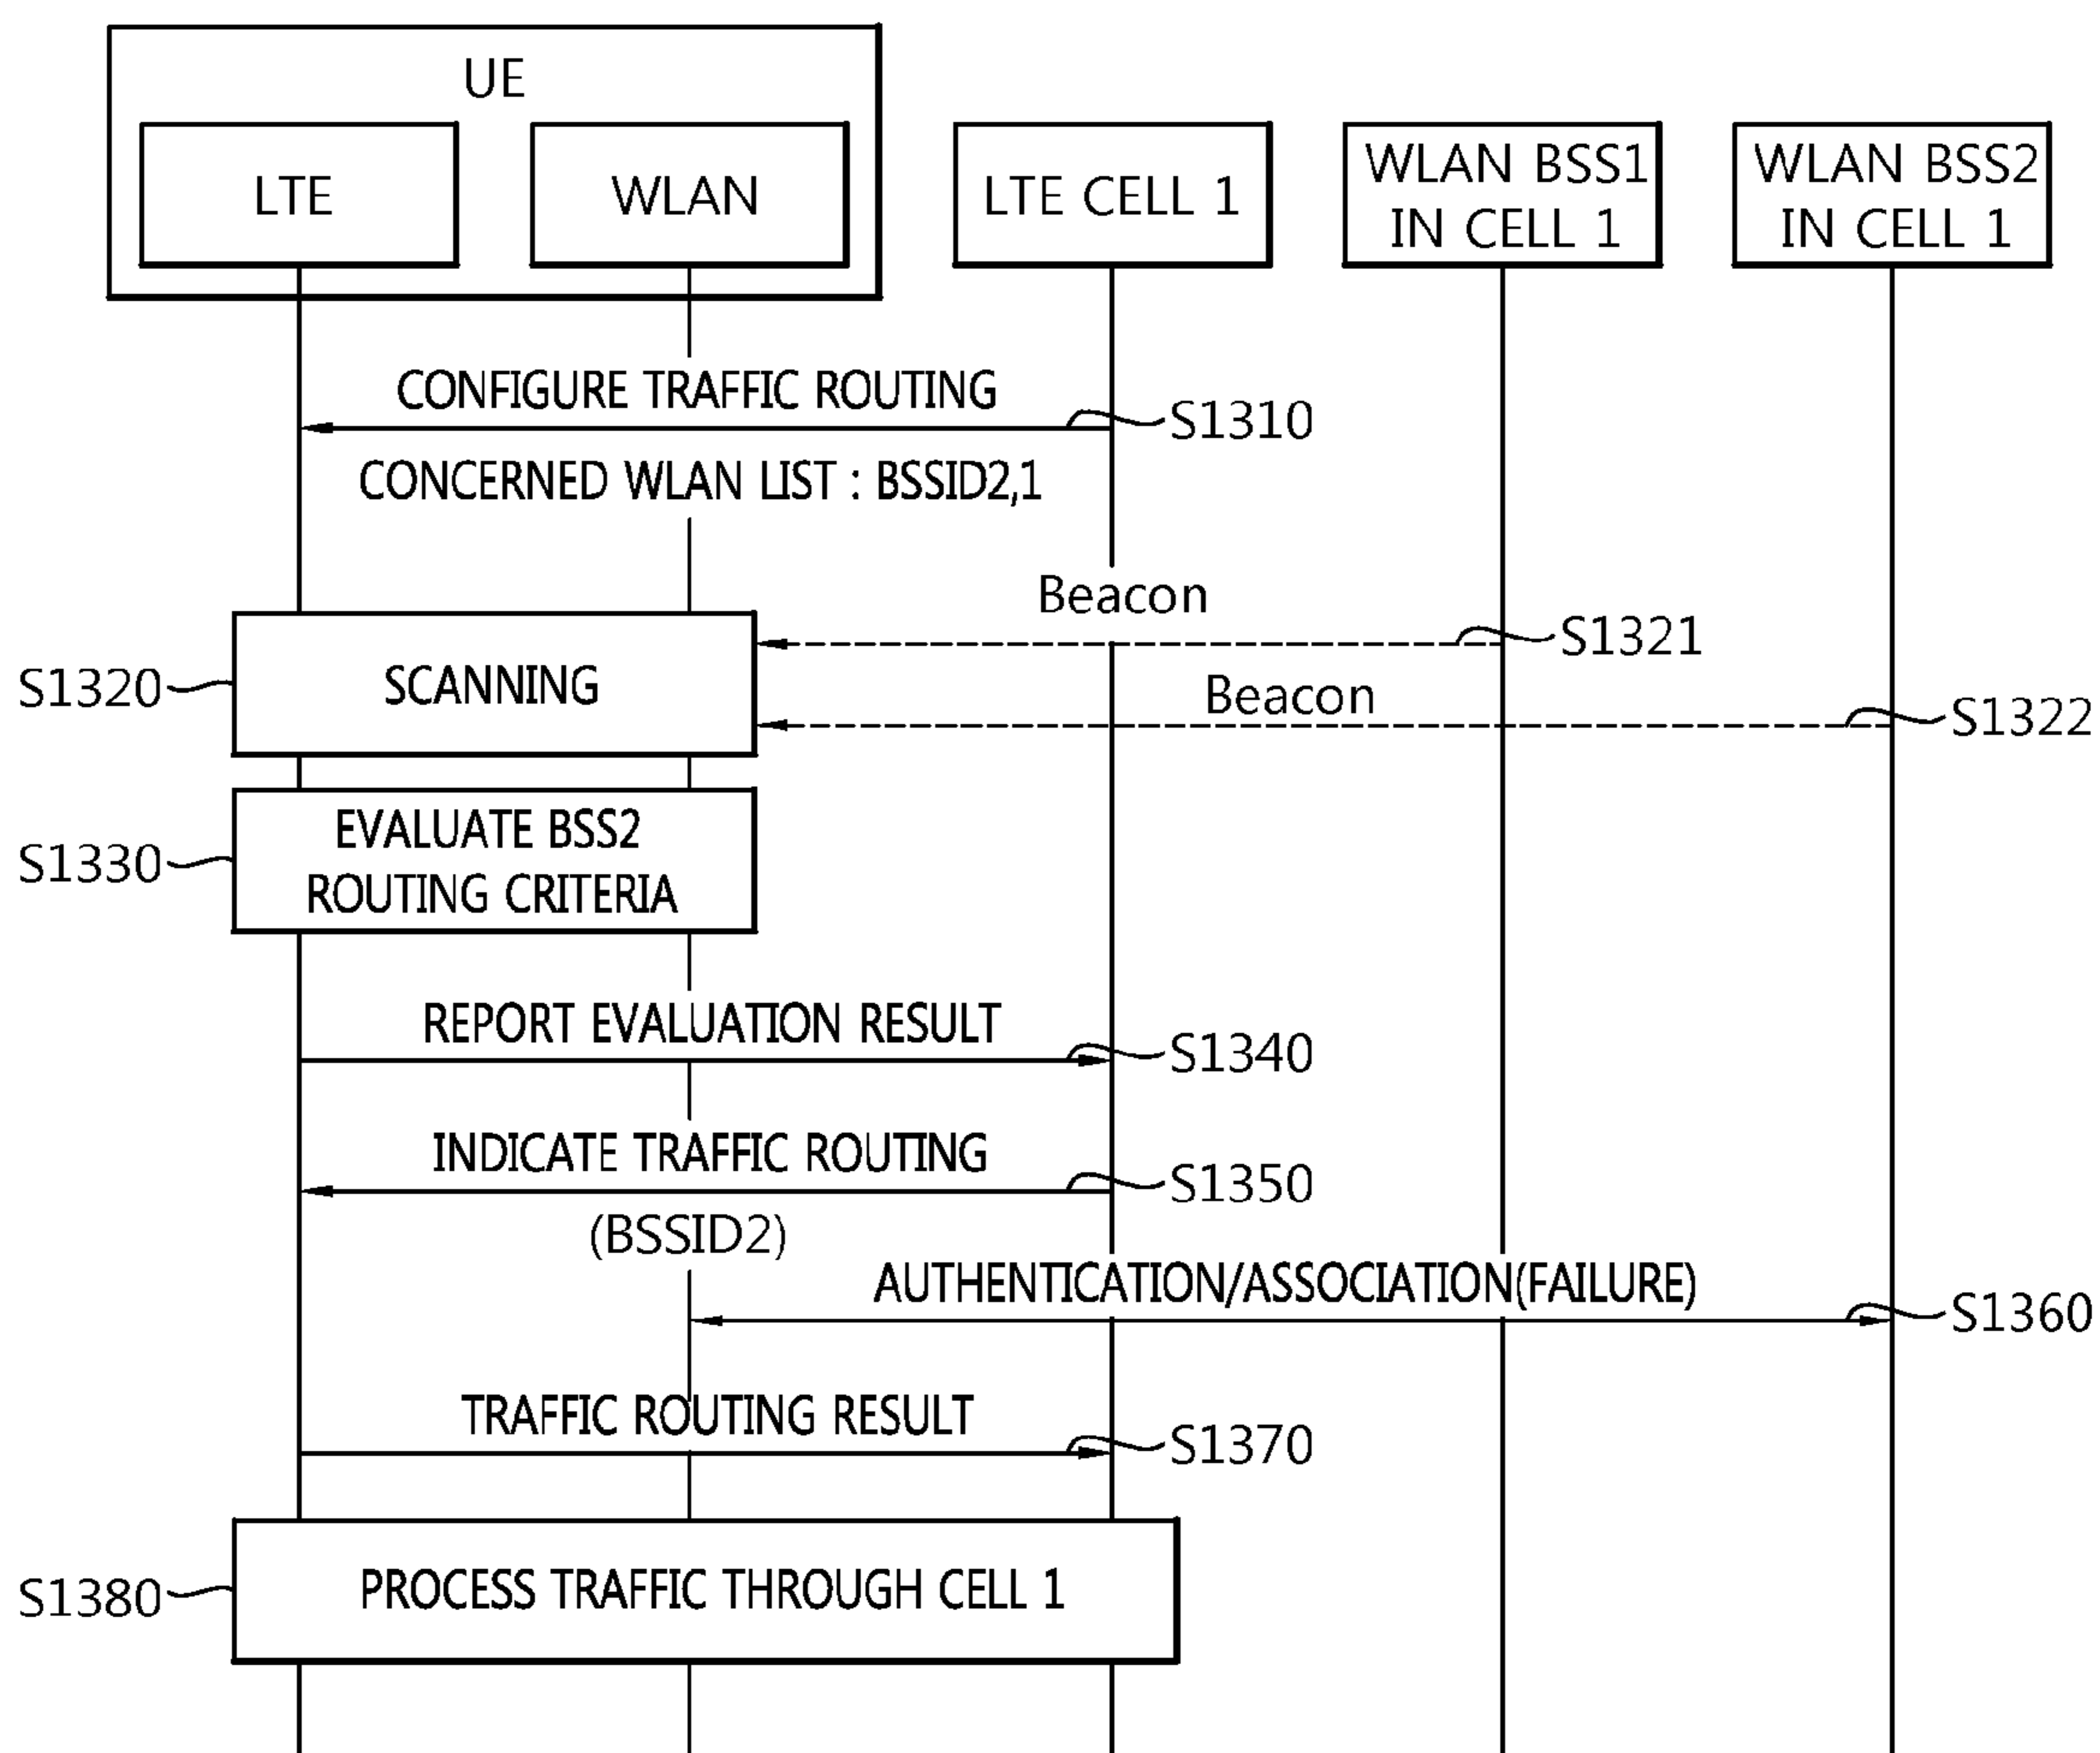 UE
LTE
WLAN
LTE CELL 1
WLAN BSS1
IN CELL 1
WLAN BSS2
IN CELL 1
CONFIGURE TRAFFIC ROUTING
S1310
CONCERNED WLAN LIST : BSSID2,1
Beacon
S1321
S1320
SCANNING
Beacon
S1322
S1330
EVALUATE BSS2
ROUTING CRITERIA
REPORT EVALUATION RESULT
S1340
INDICATE TRAFFIC ROUTING
S1350
(BSSID2)
AUTHENTICATION/ASSOCIATION(FAILURE)
S1360
TRAFFIC ROUTING RESULT
S1370
S1380
PROCESS TRAFFIC THROUGH CELL 1